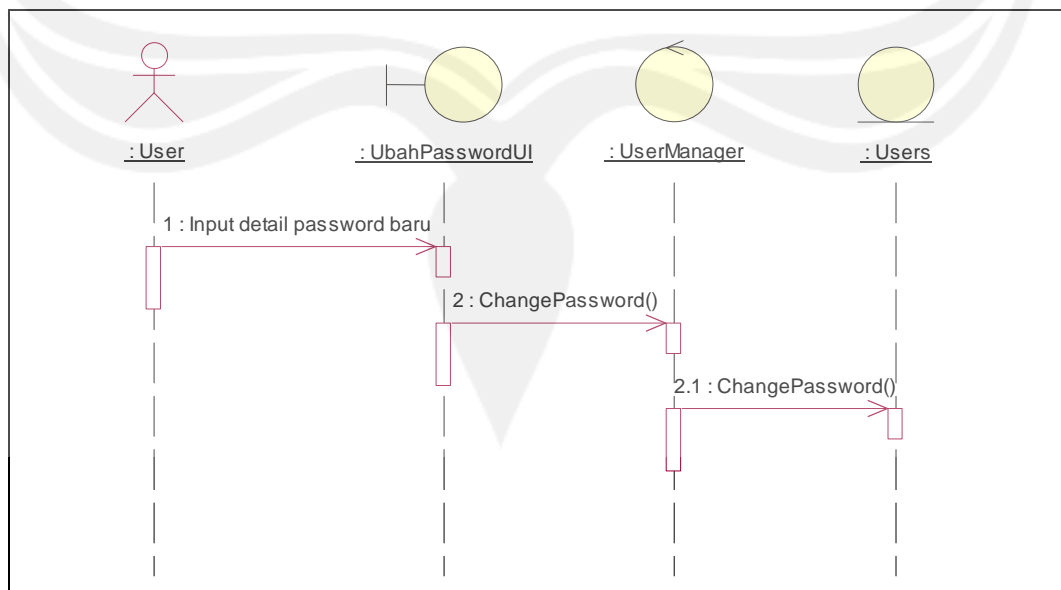 : User
: UbahPasswordUI
: UserManager
: Users
1 : Input detail password baru
2 : ChangePassword()
2.1 : ChangePassword()